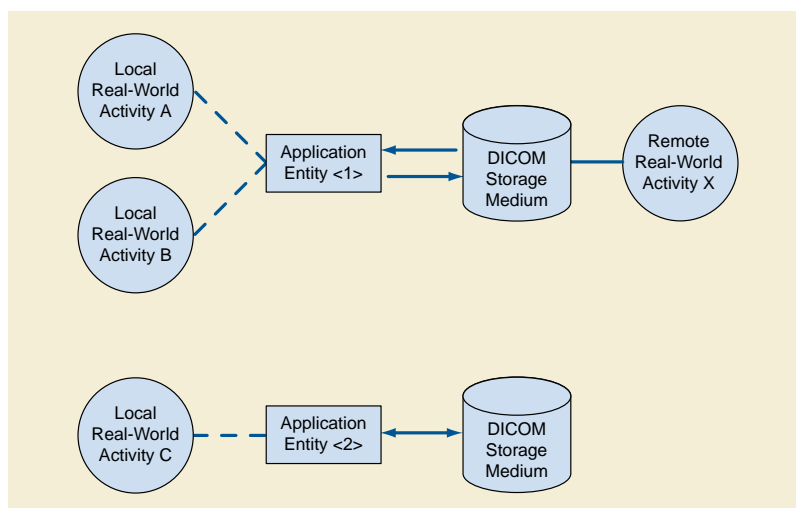 Local
Real-World
Activity A
Application
Entity <1>
DICOM
Storage
Medium
Remote
Real-World
Activity X
Local
Real-World
Activity B
Local
Real-World
Activity C
Application
Entity <2>
DICOM
Storage
Medium